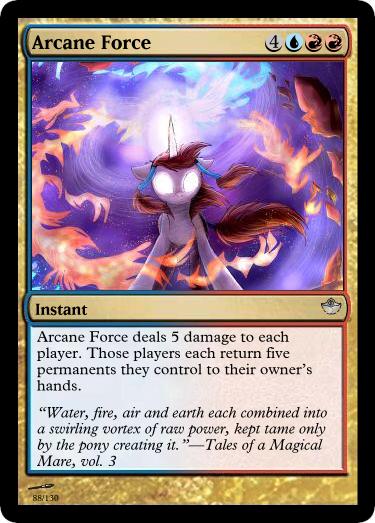 Arcane Force 4
Instant
Arcane Force deals 5 damage to each
player. Those players each return five
permanents they control to their owner's
hands.
“Water, fire, air and earth each combined into
a swirling vortex of raw power, kept tame only
by the pony creating it.”—Tales of a Magical
Mare, vol. 3
88/130